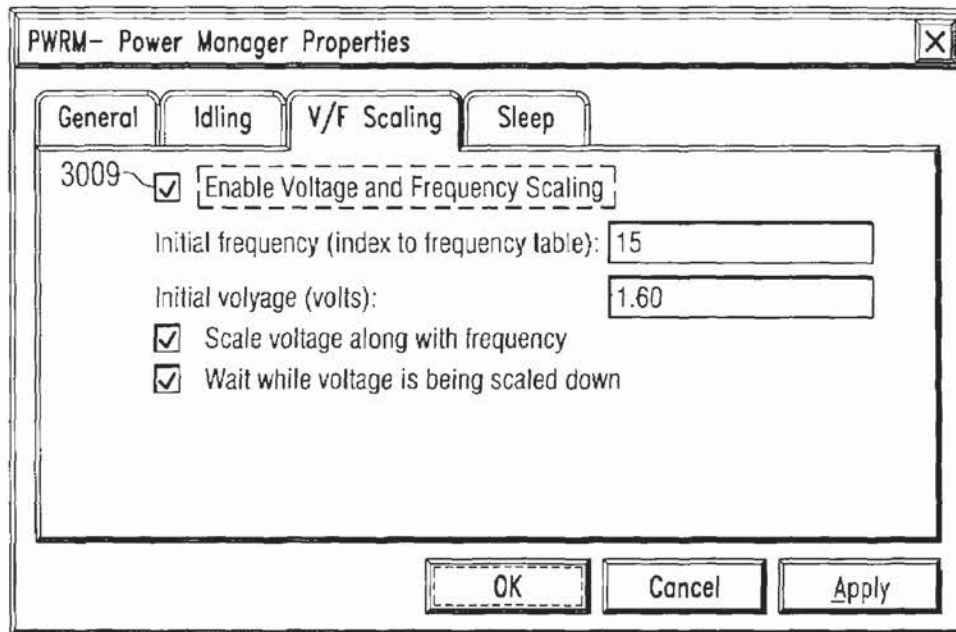 PWRM- Power Manager Properties
General Idling V/F Scaling Sleep
3009 Enable Voltage and Frequency Scaling
Initial frequency (index to frequency table): 15
Initial volyage (volts): 1.60
Scale voltage along with frequency
Wait while voltage is being scaled down
OK Cancel Apply